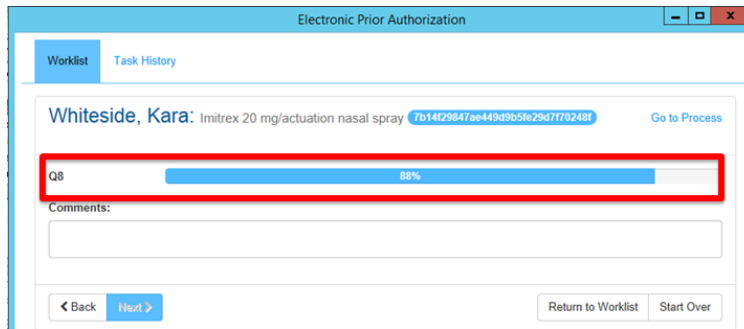 Electronic Prior Authorization
Worklist Task History
Whiteside, Kara: Imitrex 20 mg/actuation nasal spray 7b14f29847ae449d9b5fe29d7f70248f Go to Process
Q8 88%
Comments:
Back Next Return to Worklist Start Over